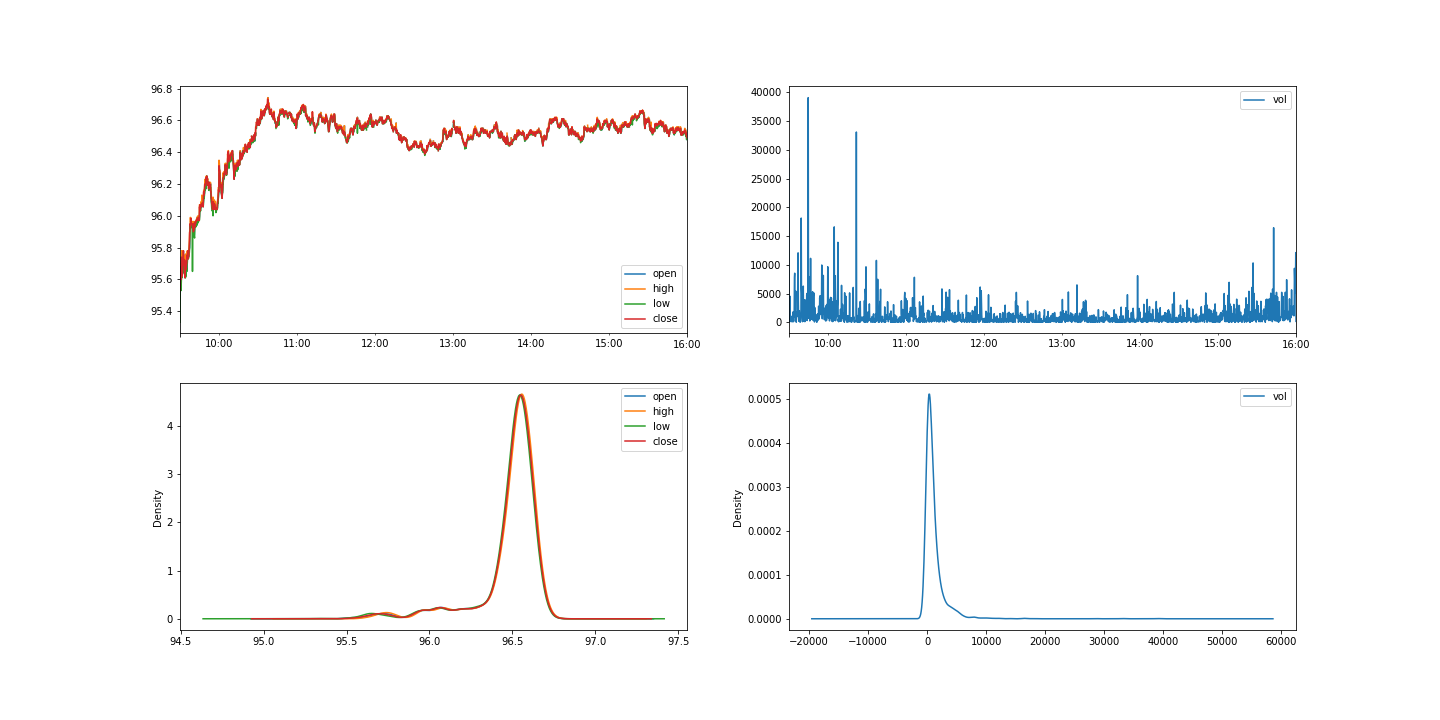 96.8
96.6
96.4
96.2
96.0
95.8
95.6
95.4
10:00 11:00 12:00 13:00 14:00 15:00 16:00
open
high
low
close
40000
35000
30000
25000
20000
15000
10000
5000
0
10:00 11:00 12:00 13:00 14:00 15:00 16:00
vol
Density
4
3
2
1
0
94.5 95.0 95.5 96.0 96.5 97.0 97.5
open
high
low
close
Density
0.0005
0.0004
0.0003
0.0002
0.0001
0.0000
−20000 −10000 0 10000 20000 30000 40000 50000 60000
vol